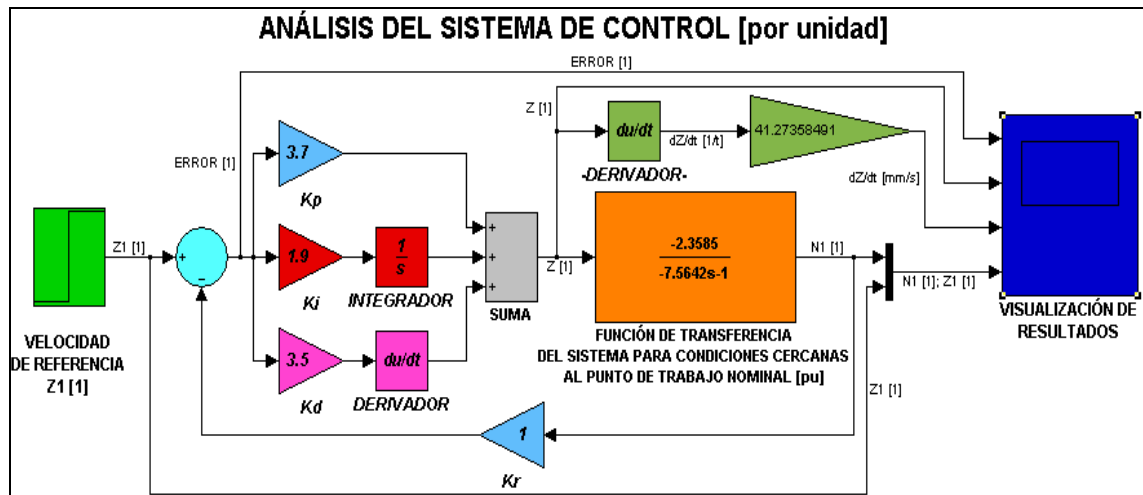 ANÁLISIS DEL SISTEMA DE CONTROL [por unidad]
ERROR [1]
Z [1]
du/dt
dZ/dt [1/t]
41.27358491
-DERIVADOR-
dZ/dt [mm/s]
ERROR [1]
3.7
Kp
Z1 [1]
+
−
1.9
Ki
1
s
INTEGRADOR
+
+
+
SUMA
Z [1]
-2.3585
-7.5642s-1
N1 [1]
N1 [1]; Z1 [1]
VISUALIZACIÓN DE
RESULTADOS
FUNCIÓN DE TRANSFERENCIA
DEL SISTEMA PARA CONDICIONES CERCANAS
AL PUNTO DE TRABAJO NOMINAL [pu]
VELOCIDAD
DE REFERENCIA
Z1 [1]
3.5
Kd
du/dt
DERIVADOR
Z1 [1]
1
Kr